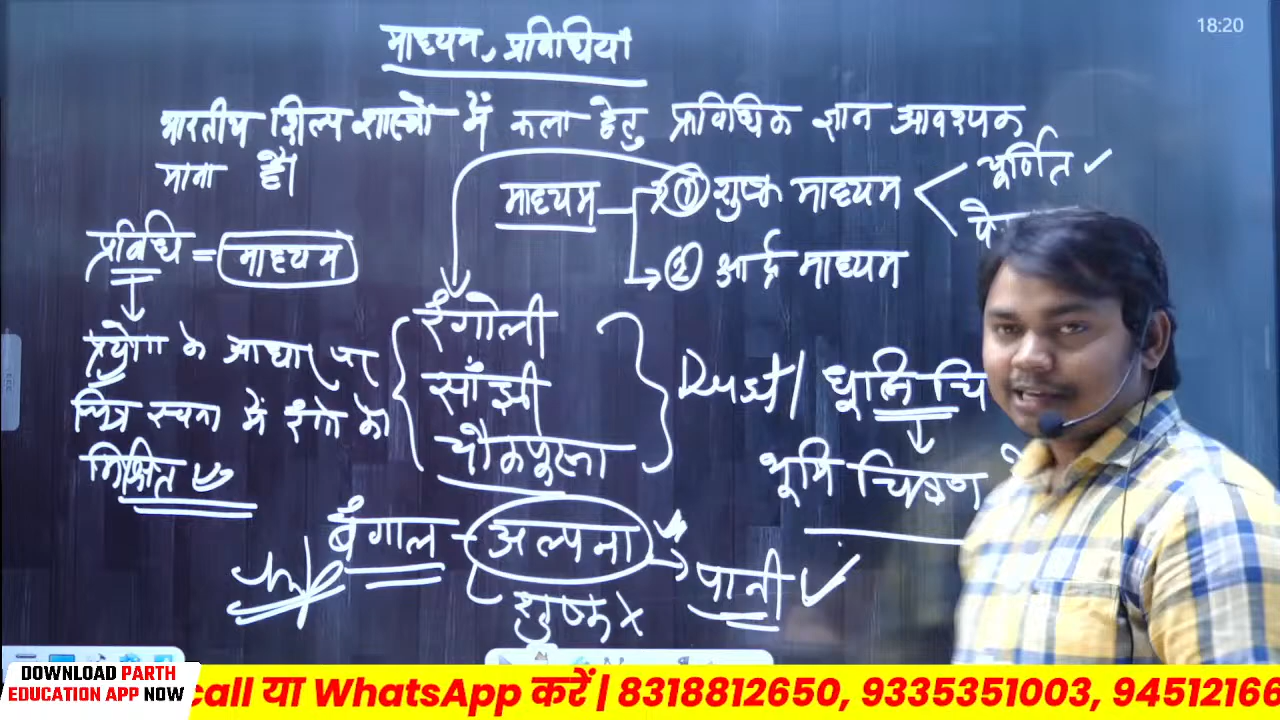 18:20
माध्यम, प्रविधियाँ
भारतीय शिल्प शास्त्रों में कला हेतु प्राविधिक ज्ञान आवश्यक
माना है।
माध्यम
① शुष्क माध्यम
चूर्णित ✓
② आर्द्र माध्यम
प्रविधि = माध्यम
प्रयोग के आधार पर
चित्र रचना में रंगो को
रंगोली
साँझी
चौकपूरना
Dust/ धूलि चि
भूमि चित्रण
बंगाल - अल्पना → पानी ✓
शुष्क x
DOWNLOAD PARTH
EDUCATION APP NOW
call या WhatsApp करें | 8318812650, 9335351003, 94512166